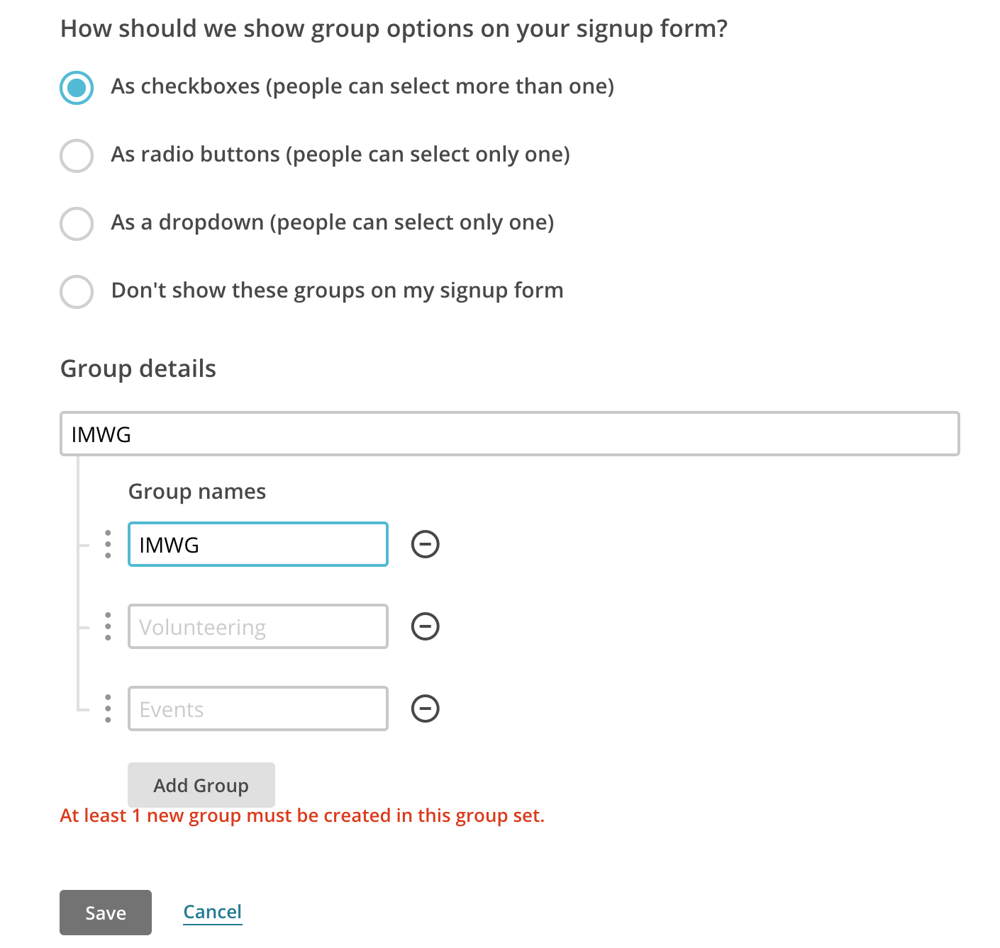 How should we show group options on your signup form?
As checkboxes (people can select more than one)
As radio buttons (people can select only one)
As a dropdown (people can select only one)
Don't show these groups on my signup form
Group details
IMWG
Group names
IMWG
Volunteering
Events
Add Group
At least 1 new group must be created in this group set.
Save Cancel